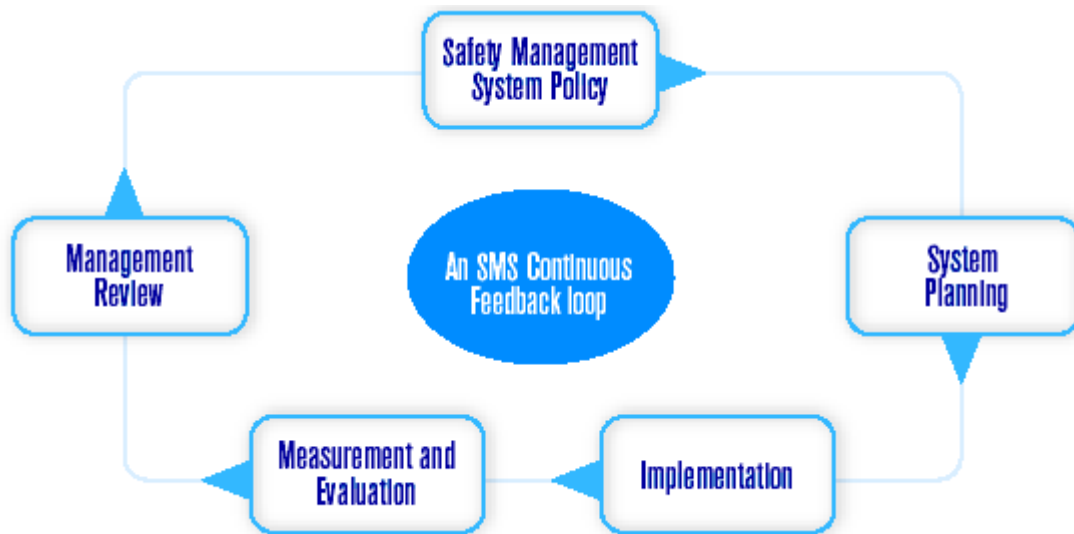 Safety Management
System Policy
Management
Review
An SMS Continuous
Feedback loop
System
Planning
Measurement and
Evaluation
Implementation